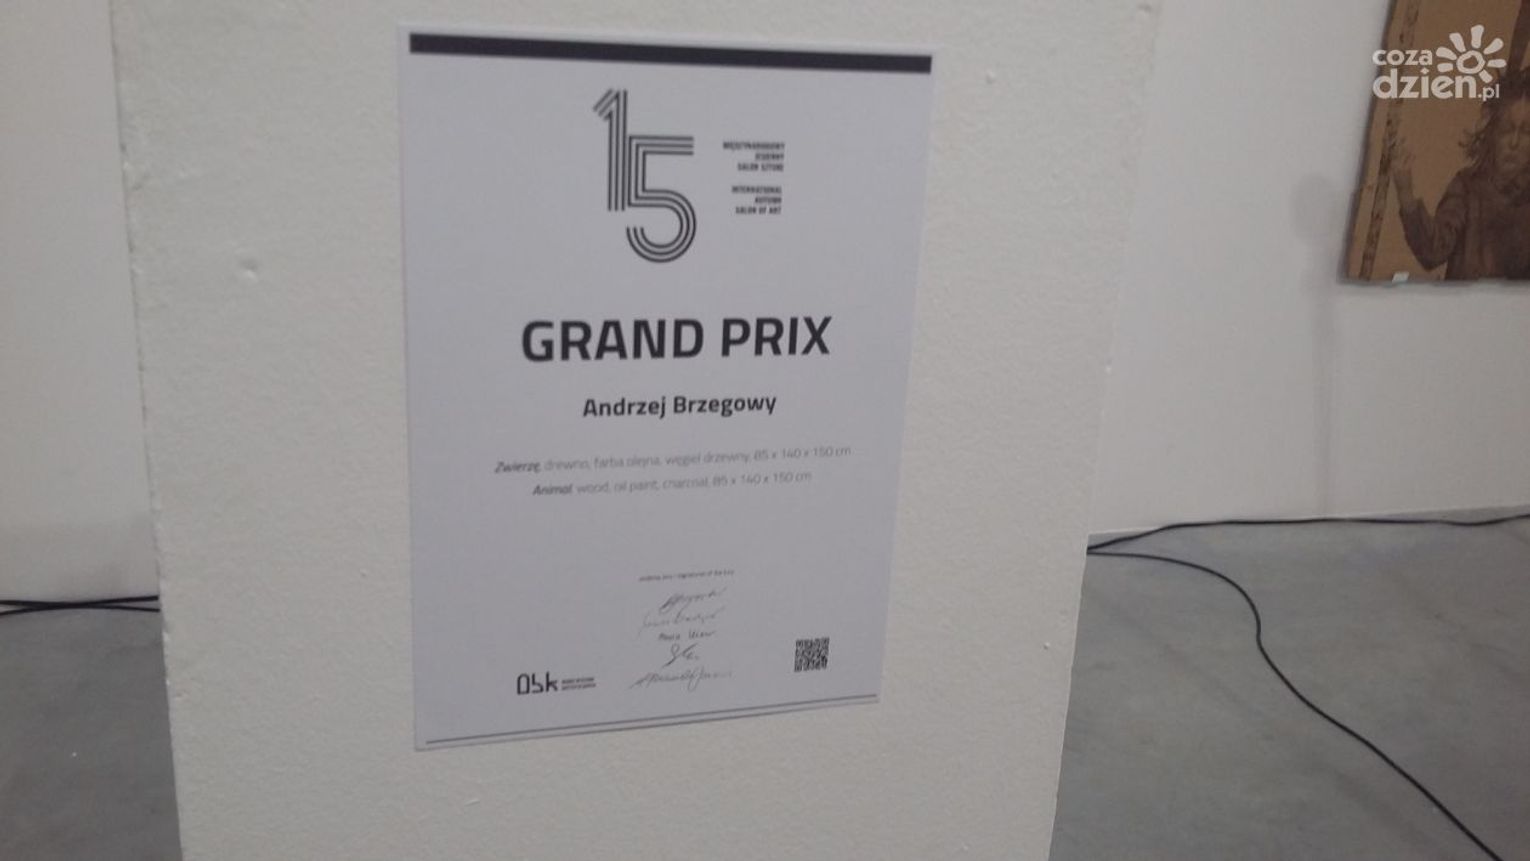 coza
dzien.pl
15
MIĘDZYNARODOWY
JESIENNY
SALON SZTUKI
INTERNATIONAL
AUTUMN
SALON OF ART
GRAND PRIX
Andrzej Brzegowy
Zwierzę, drewno, farba olejna, węgiel drzewny, 85 x 140 x 150 cm
Animal, wood, oil paint, charcoal, 85 x 140 x 150 cm